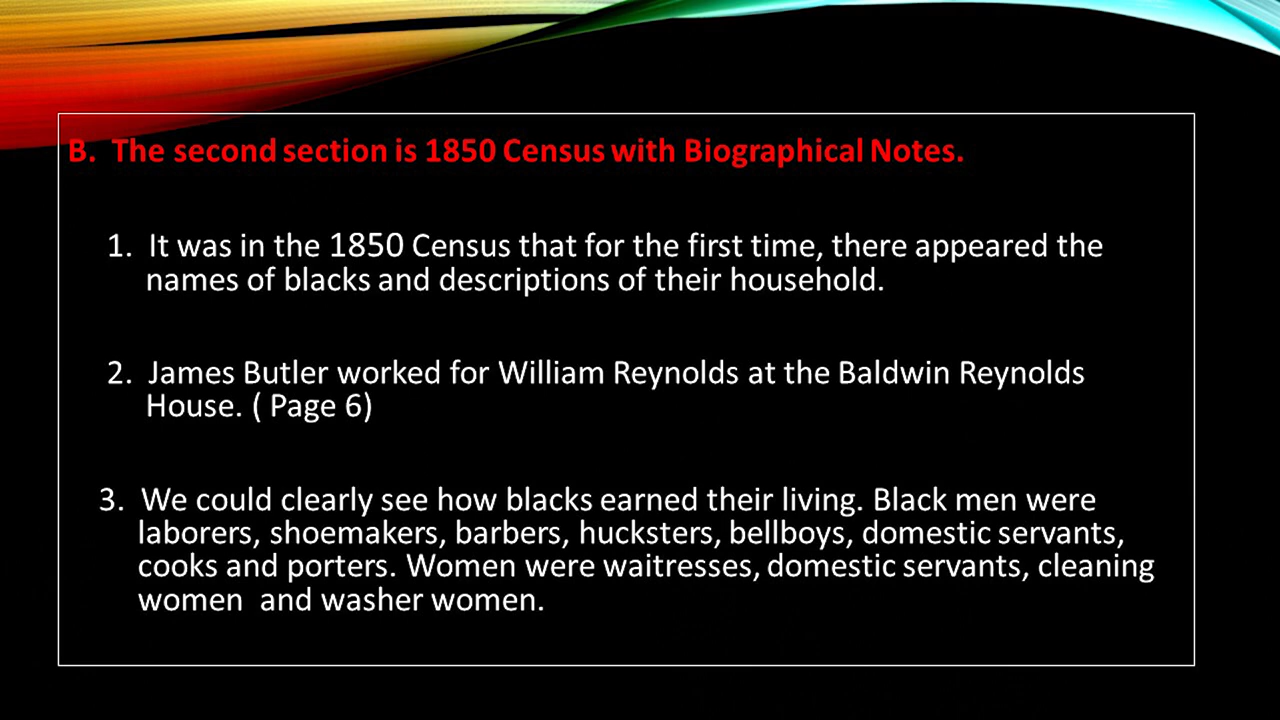 B. The second section is 1850 Census with Biographical Notes.
1. It was in the 1850 Census that for the first time, there appeared the
names of blacks and descriptions of their household.
2. James Butler worked for William Reynolds at the Baldwin Reynolds
House. ( Page 6)
3. We could clearly see how blacks earned their living. Black men were
laborers, shoemakers, barbers, hucksters, bellboys, domestic servants,
cooks and porters. Women were waitresses, domestic servants, cleaning
women  and washer women.